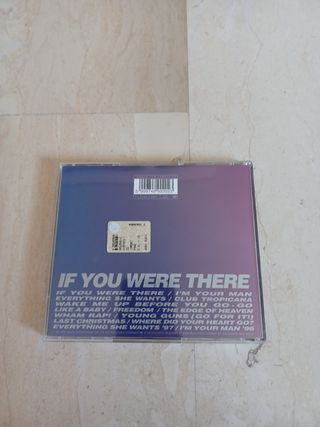 IF YOU WERE THERE
IF YOU WERE THERE / I'M YOUR MAN
EVERYTHING SHE WANTS / CLUB TROPICANA
WAKE ME UP BEFORE YOU GO-GO
LIKE A BABY / FREEDOM / THE EDGE OF HEAVEN
WHAM RAP! / YOUNG GUNS (GO FOR IT!)
LAST CHRISTMAS / WHERE DID YOUR HEART GO?
EVERYTHING SHE WANTS '97 / I'M YOUR MAN '96